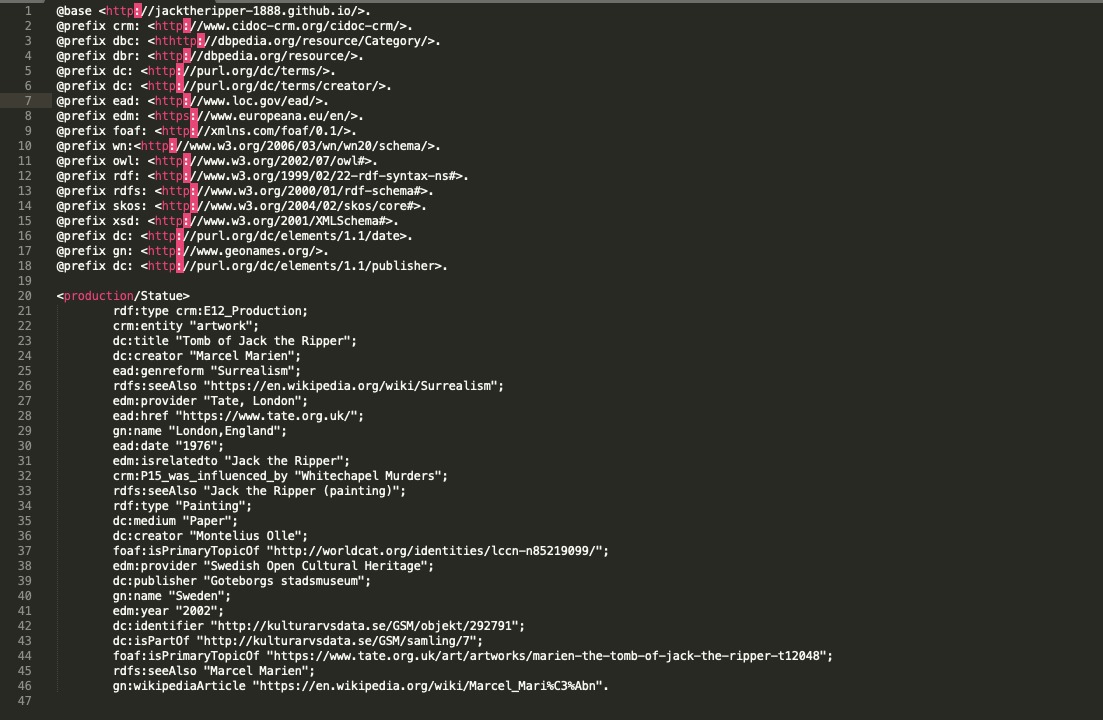 1 @base <http://jacktheripper-1888.github.io/>.
2 @prefix crm: <http://www.cidoc-crm.org/cidoc-crm/>.
3 @prefix dbc: <hthttp://dbpedia.org/resource/Category/>.
4 @prefix dbr: <http://dbpedia.org/resource/>.
5 @prefix dc: <http://purl.org/dc/terms/>.
6 @prefix dc: <http://purl.org/dc/terms/creator/>.
7 @prefix ead: <http://www.loc.gov/ead/>.
8 @prefix edm: <https://www.europeana.eu/en/>.
9 @prefix foaf: <http://xmlns.com/foaf/0.1/>.
10 @prefix wn:<http://www.w3.org/2006/03/wn/wn20/schema/>.
11 @prefix owl: <http://www.w3.org/2002/07/owl#>.
12 @prefix rdf: <http://www.w3.org/1999/02/22-rdf-syntax-ns#>.
13 @prefix rdfs: <http://www.w3.org/2000/01/rdf-schema#>.
14 @prefix skos: <http://www.w3.org/2004/02/skos/core#>.
15 @prefix xsd: <http://www.w3.org/2001/XMLSchema#>.
16 @prefix dc: <http://purl.org/dc/elements/1.1/date>.
17 @prefix gn: <http://www.geonames.org/>.
18 @prefix dc: <http://purl.org/dc/elements/1.1/publisher>.
19
20 <production/Statue>
21 rdf:type crm:E12_Production;
22 crm:entity "artwork";
23 dc:title "Tomb of Jack the Ripper";
24 dc:creator "Marcel Marien";
25 ead:genreform "Surrealism";
26 rdfs:seeAlso "https://en.wikipedia.org/wiki/Surrealism";
27 edm:provider "Tate, London";
28 ead:href "https://www.tate.org.uk/";
29 gn:name "London,England";
30 ead:date "1976";
31 edm:isrelatedto "Jack the Ripper";
32 crm:P15_was_influenced_by "Whitechapel Murders";
33 rdfs:seeAlso "Jack the Ripper (painting)";
34 rdf:type "Painting";
35 dc:medium "Paper";
36 dc:creator "Montelius Olle";
37 foaf:isPrimaryTopicOf "http://worldcat.org/identities/lccn-n85219099/";
38 edm:provider "Swedish Open Cultural Heritage";
39 dc:publisher "Goteborgs stadsmuseum";
40 gn:name "Sweden";
41 edm:year "2002";
42 dc:identifier "http://kulturarvsdata.se/GSM/objekt/292791";
43 dc:isPartOf "http://kulturarvsdata.se/GSM/samling/7";
44 foaf:isPrimaryTopicOf "https://www.tate.org.uk/art/artworks/marien-the-tomb-of-jack-the-ripper-t12048";
45 rdfs:seeAlso "Marcel Marien";
46 gn:wikipediaArticle "https://en.wikipedia.org/wiki/Marcel_Mari%C3%Abn".
47